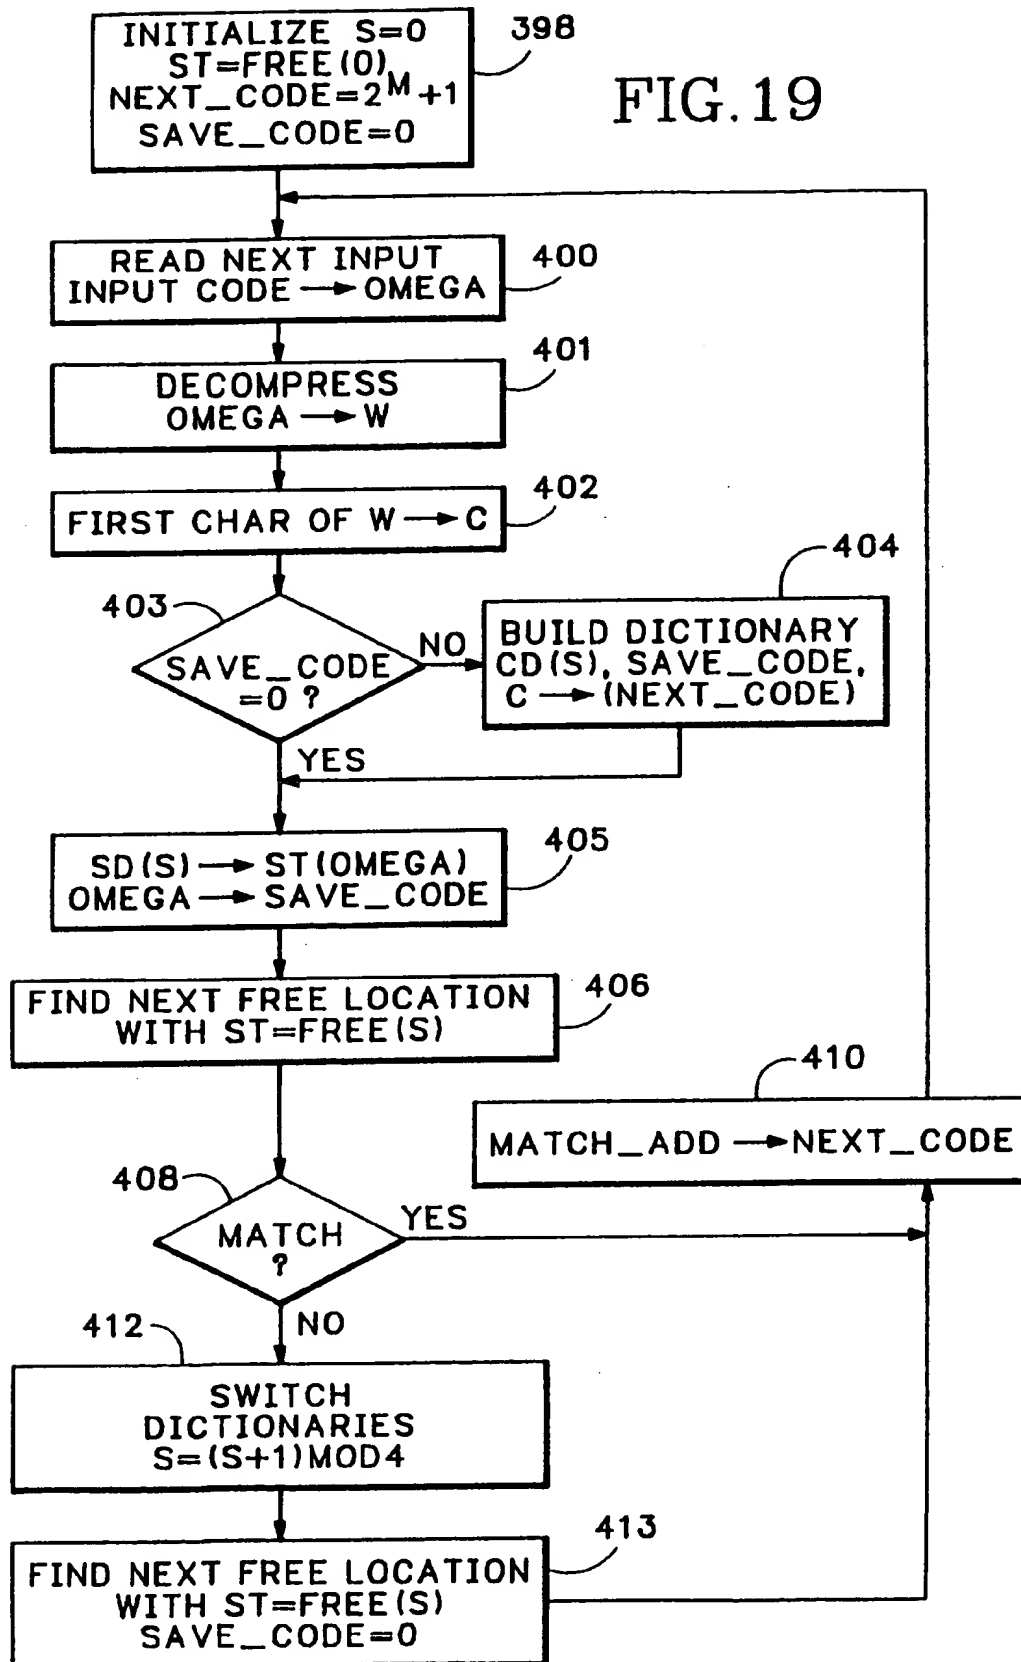 INITIALIZE S=0
ST=FREE(0)
NEXT_CODE=2^M+1
SAVE_CODE=0
398
FIG.19
READ NEXT INPUT
INPUT CODE → OMEGA
400
DECOMPRESS
OMEGA → W
401
FIRST CHAR OF W → C
402
403
SAVE_CODE
=0 ?
NO
YES
404
BUILD DICTIONARY
CD(S), SAVE_CODE,
C → (NEXT_CODE)
SD(S) → ST(OMEGA)
OMEGA → SAVE_CODE
405
FIND NEXT FREE LOCATION
WITH ST=FREE(S)
406
408
MATCH
?
YES
NO
410
MATCH_ADD → NEXT_CODE
412
SWITCH
DICTIONARIES
S=(S+1)MOD4
413
FIND NEXT FREE LOCATION
WITH ST=FREE(S)
SAVE_CODE=0